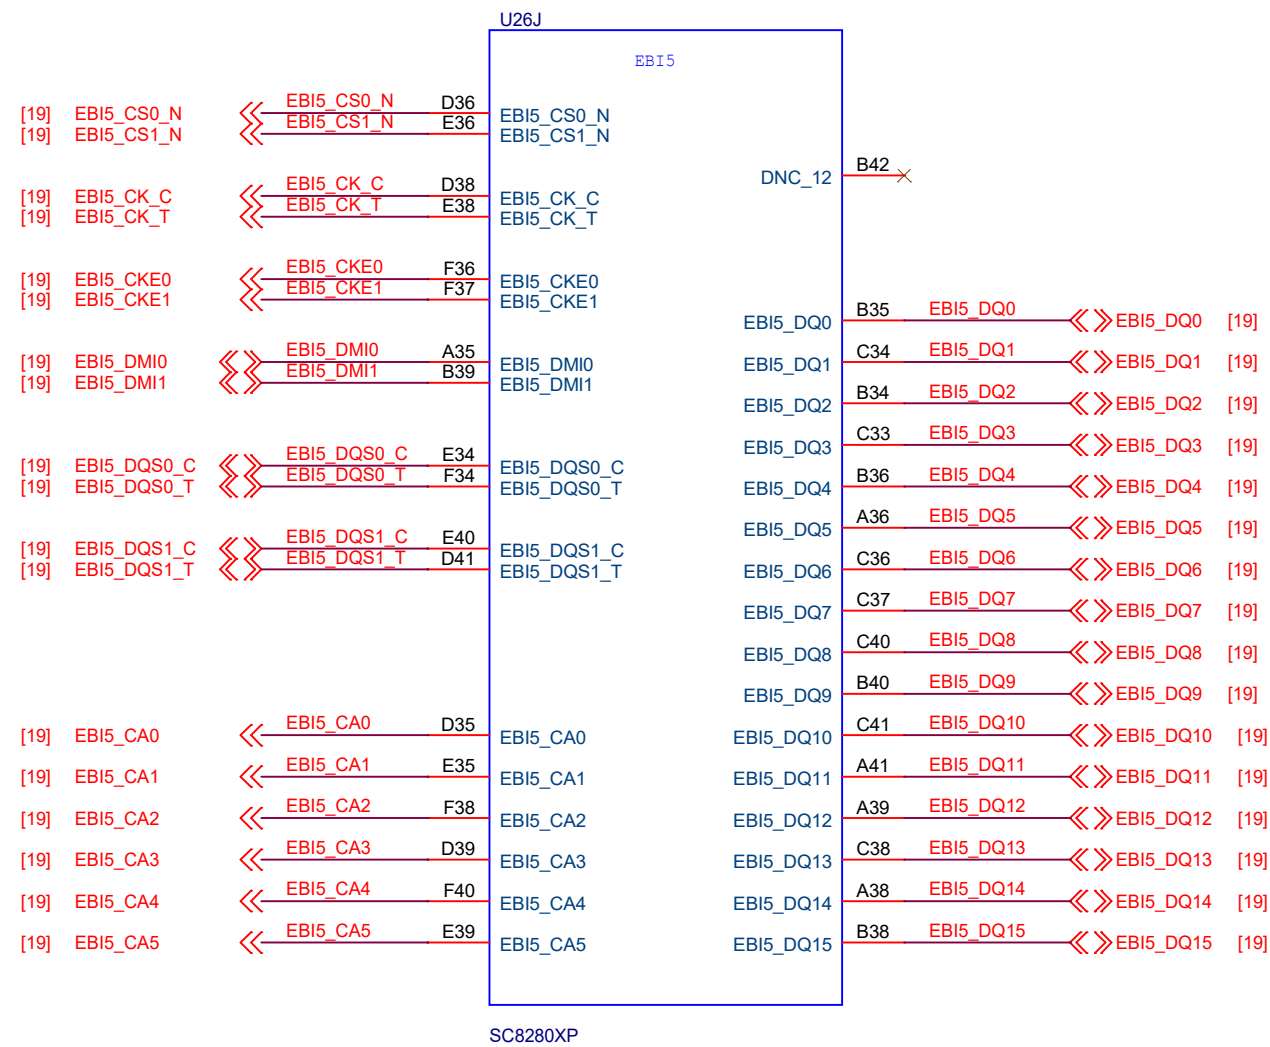 U26J
EBI5
[19] EBI5_CS0_N EBI5_CS0_N D36 EBI5_CS0_N
[19] EBI5_CS1_N EBI5_CS1_N E36 EBI5_CS1_N
DNC_12 B42
[19] EBI5_CK_C EBI5_CK_C D38 EBI5_CK_C
[19] EBI5_CK_T EBI5_CK_T E38 EBI5_CK_T
[19] EBI5_CKE0 EBI5_CKE0 F36 EBI5_CKE0
[19] EBI5_CKE1 EBI5_CKE1 F37 EBI5_CKE1
EBI5_DQ0 B35 EBI5_DQ0 EBI5_DQ0 [19]
[19] EBI5_DMI0 EBI5_DMI0 A35 EBI5_DMI0 EBI5_DQ1 C34 EBI5_DQ1 EBI5_DQ1 [19]
[19] EBI5_DMI1 EBI5_DMI1 B39 EBI5_DMI1
EBI5_DQ2 B34 EBI5_DQ2 EBI5_DQ2 [19]
EBI5_DQ3 C33 EBI5_DQ3 EBI5_DQ3 [19]
[19] EBI5_DQS0_C EBI5_DQS0_C E34 EBI5_DQS0_C
[19] EBI5_DQS0_T EBI5_DQS0_T F34 EBI5_DQS0_T EBI5_DQ4 B36 EBI5_DQ4 EBI5_DQ4 [19]
EBI5_DQ5 A36 EBI5_DQ5 EBI5_DQ5 [19]
[19] EBI5_DQS1_C EBI5_DQS1_C E40 EBI5_DQS1_C
[19] EBI5_DQS1_T EBI5_DQS1_T D41 EBI5_DQS1_T EBI5_DQ6 C36 EBI5_DQ6 EBI5_DQ6 [19]
EBI5_DQ7 C37 EBI5_DQ7 EBI5_DQ7 [19]
EBI5_DQ8 C40 EBI5_DQ8 EBI5_DQ8 [19]
EBI5_DQ9 B40 EBI5_DQ9 EBI5_DQ9 [19]
[19] EBI5_CA0 EBI5_CA0 D35 EBI5_CA0 EBI5_DQ10 C41 EBI5_DQ10 EBI5_DQ10 [19]
[19] EBI5_CA1 EBI5_CA1 E35 EBI5_CA1 EBI5_DQ11 A41 EBI5_DQ11 EBI5_DQ11 [19]
[19] EBI5_CA2 EBI5_CA2 F38 EBI5_CA2 EBI5_DQ12 A39 EBI5_DQ12 EBI5_DQ12 [19]
[19] EBI5_CA3 EBI5_CA3 D39 EBI5_CA3 EBI5_DQ13 C38 EBI5_DQ13 EBI5_DQ13 [19]
[19] EBI5_CA4 EBI5_CA4 F40 EBI5_CA4 EBI5_DQ14 A38 EBI5_DQ14 EBI5_DQ14 [19]
[19] EBI5_CA5 EBI5_CA5 E39 EBI5_CA5 EBI5_DQ15 B38 EBI5_DQ15 EBI5_DQ15 [19]
SC8280XP